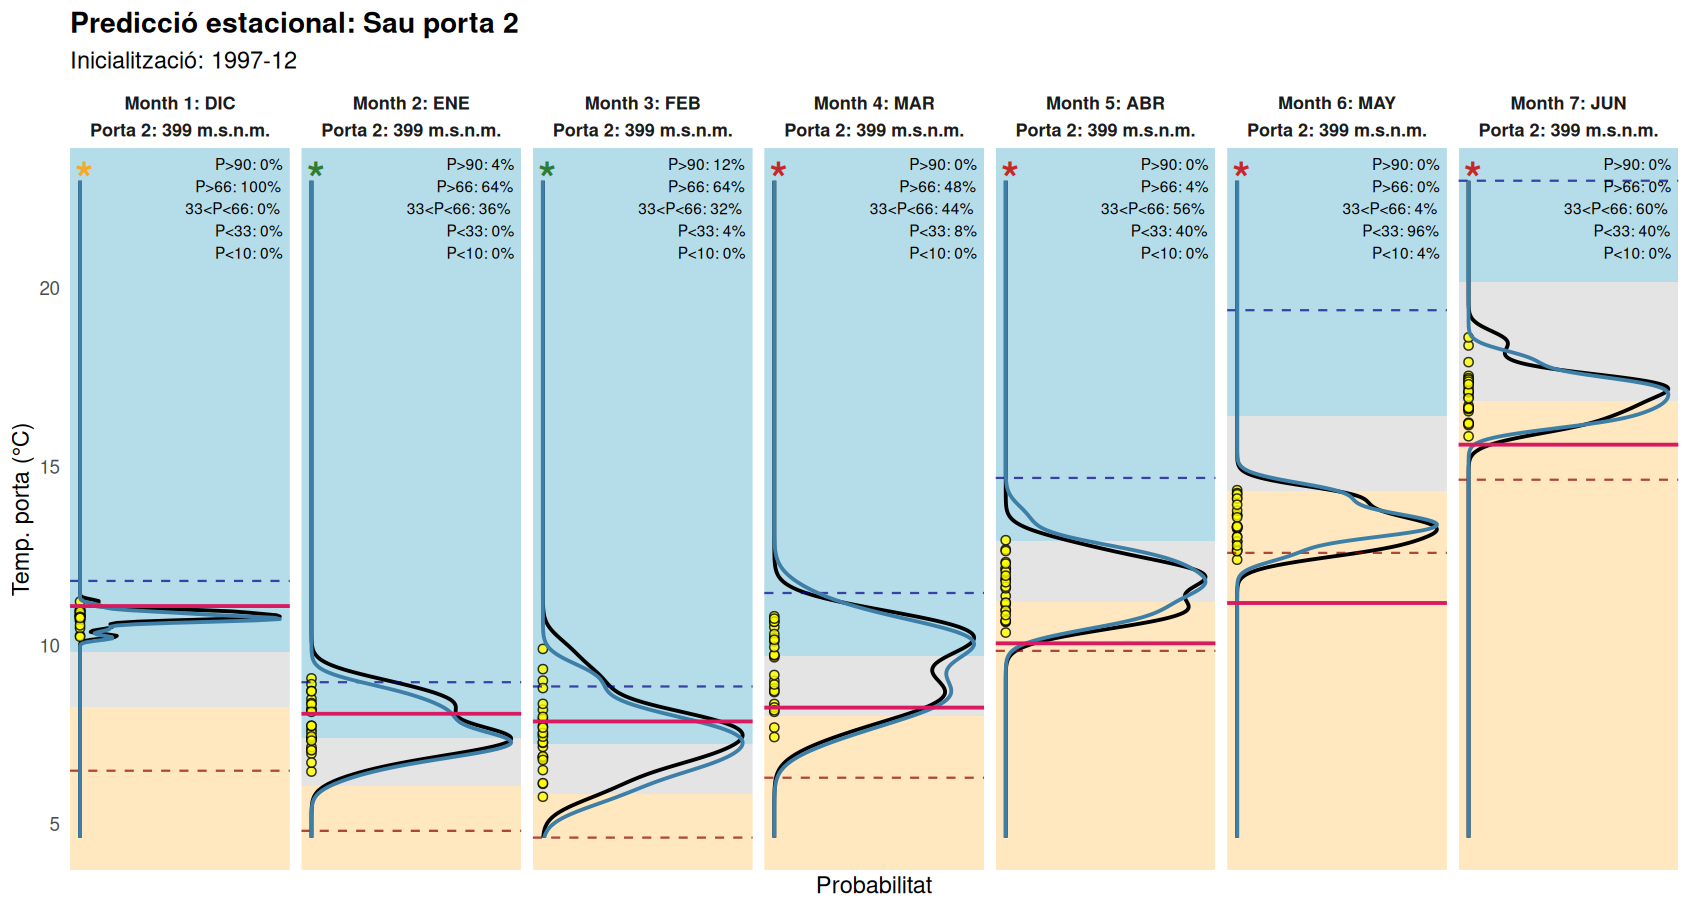 Predicció estacional: Sau porta 2
Inicialització: 1997-12
Month 1: DIC
Porta 2: 399 m.s.n.m.
*
P>90: 0%
P>66: 100%
33<P<66: 0%
P<33: 0%
P<10: 0%
Month 2: ENE
Porta 2: 399 m.s.n.m.
*
P>90: 4%
P>66: 64%
33<P<66: 36%
P<33: 0%
P<10: 0%
Month 3: FEB
Porta 2: 399 m.s.n.m.
*
P>90: 12%
P>66: 64%
33<P<66: 32%
P<33: 4%
P<10: 0%
Month 4: MAR
Porta 2: 399 m.s.n.m.
*
P>90: 0%
P>66: 48%
33<P<66: 44%
P<33: 8%
P<10: 0%
Month 5: ABR
Porta 2: 399 m.s.n.m.
*
P>90: 0%
P>66: 4%
33<P<66: 56%
P<33: 40%
P<10: 0%
Month 6: MAY
Porta 2: 399 m.s.n.m.
*
P>90: 0%
P>66: 0%
33<P<66: 4%
P<33: 96%
P<10: 4%
Month 7: JUN
Porta 2: 399 m.s.n.m.
*
P>90: 0%
P>66: 0%
33<P<66: 60%
P<33: 40%
P<10: 0%
Temp. porta (°C)
20
15
10
5
Probabilitat